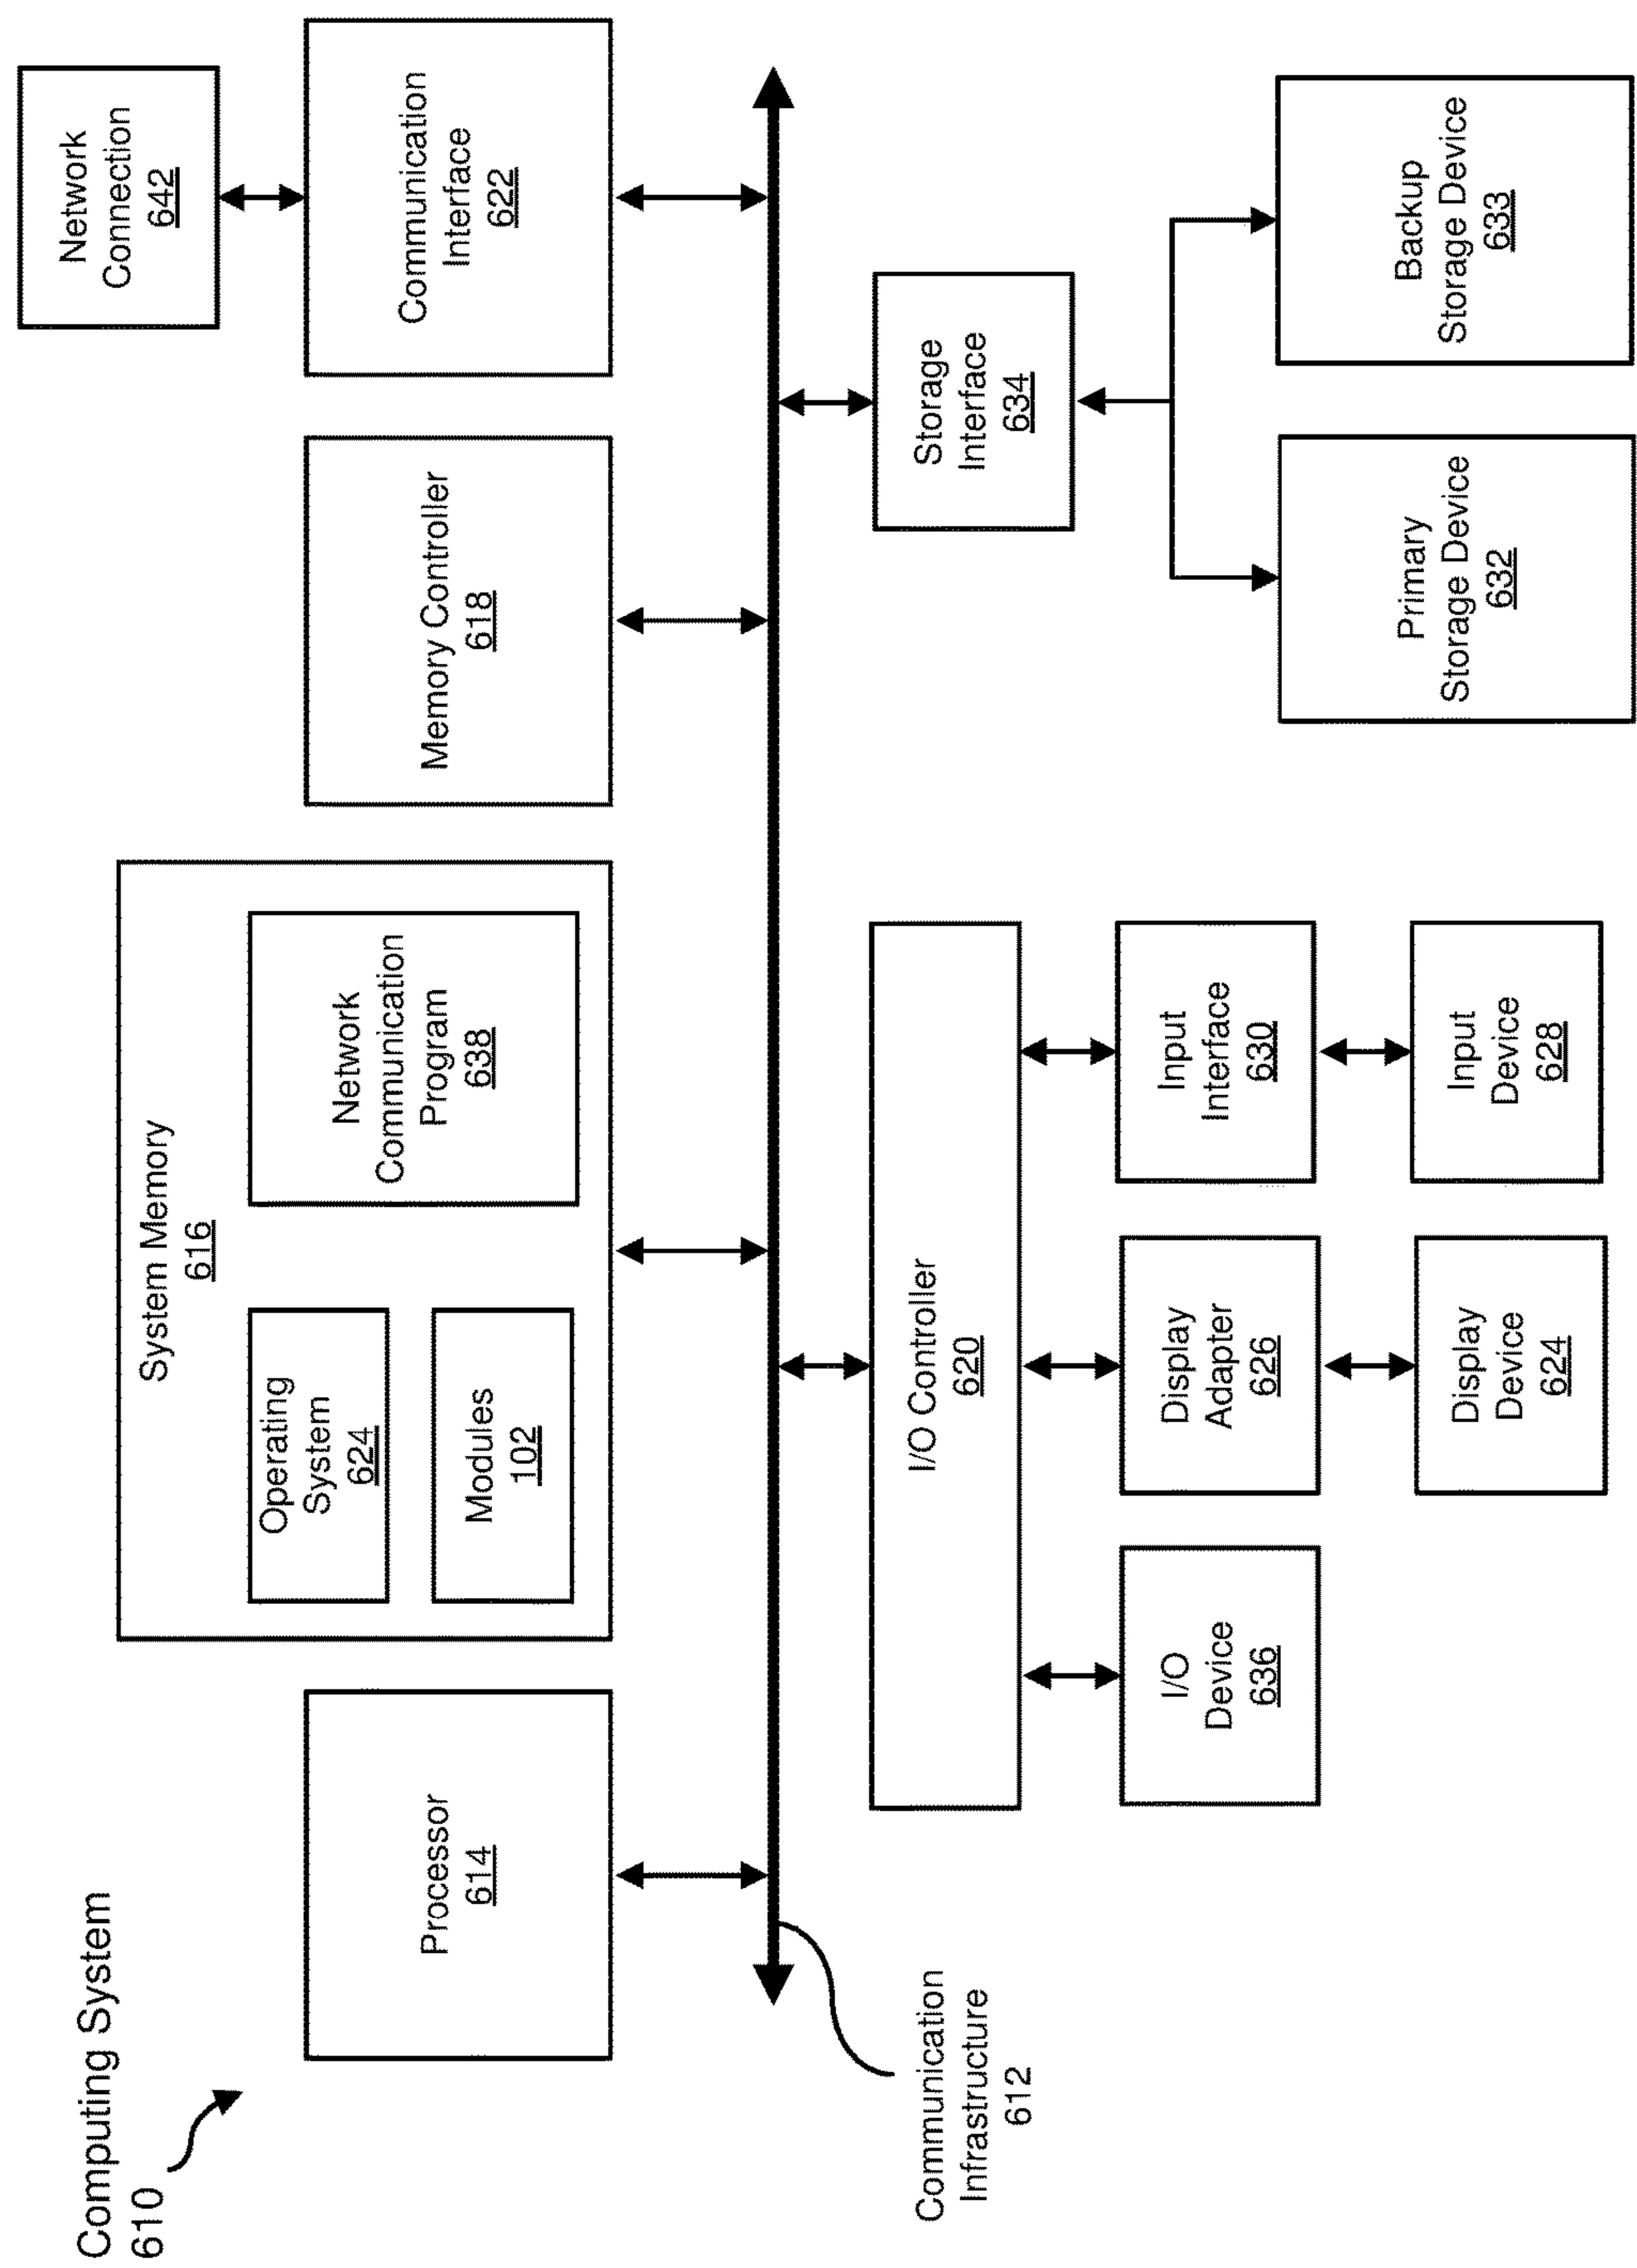 Computing System
610
Processor
614
System Memory
616
Operating
System
624
Modules
102
Network
Communication
Program
638
Memory Controller
618
Communication
Interface
622
Network
Connection
642
Communication
Infrastructure
612
I/O Controller
620
I/O
Device
636
Display
Adapter
626
Input
Interface
630
Display
Device
624
Input
Device
628
Storage
Interface
634
Primary
Storage Device
632
Backup
Storage Device
633